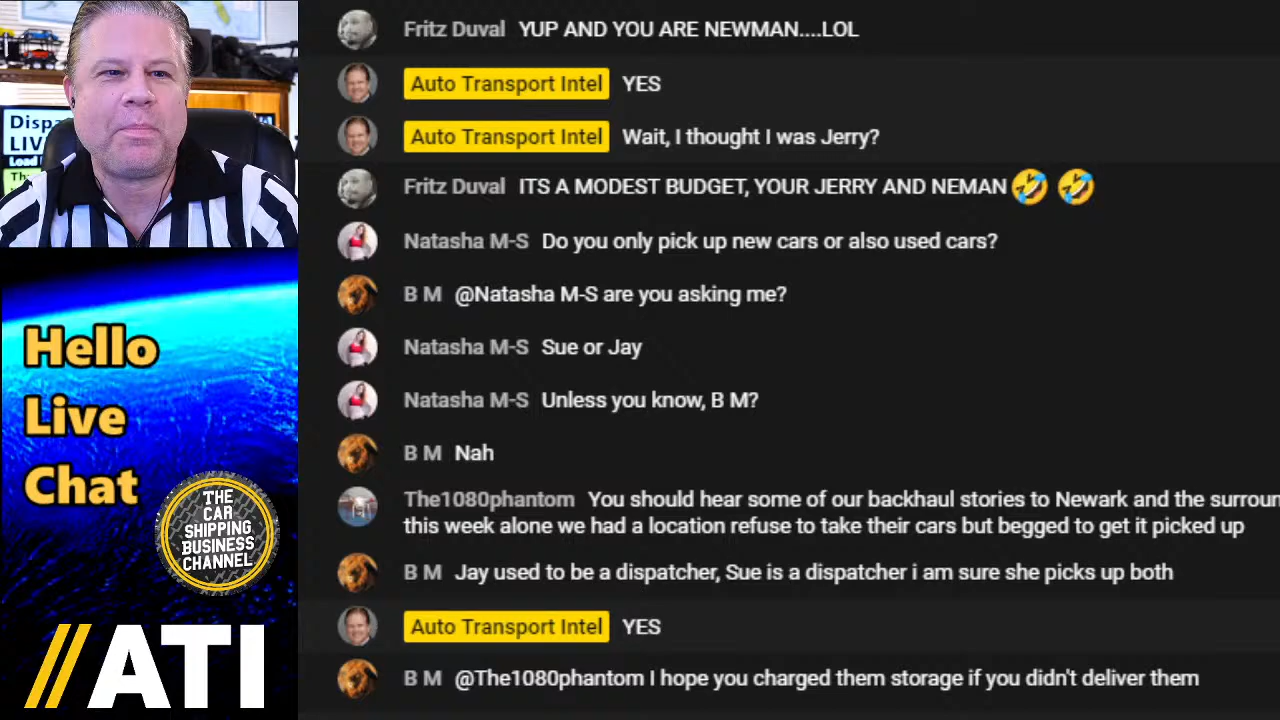 Dispa
LIV
Load
Th
Hello
Live
Chat
THE
CAR
SHIPPING
BUSINESS
CHANNEL
//ATI
Fritz Duval YUP AND YOU ARE NEWMAN....LOL
Auto Transport Intel YES
Auto Transport Intel Wait, I thought I was Jerry?
Fritz Duval ITS A MODEST BUDGET, YOUR JERRY AND NEMAN🤣 🤣
Natasha M-S Do you only pick up new cars or also used cars?
B M @Natasha M-S are you asking me?
Natasha M-S Sue or Jay
Natasha M-S Unless you know, B M?
B M Nah
The1080phantom You should hear some of our backhaul stories to Newark and the surroun
this week alone we had a location refuse to take their cars but begged to get it picked up
B M Jay used to be a dispatcher, Sue is a dispatcher i am sure she picks up both
Auto Transport Intel YES
B M @The1080phantom I hope you charged them storage if you didn't deliver them